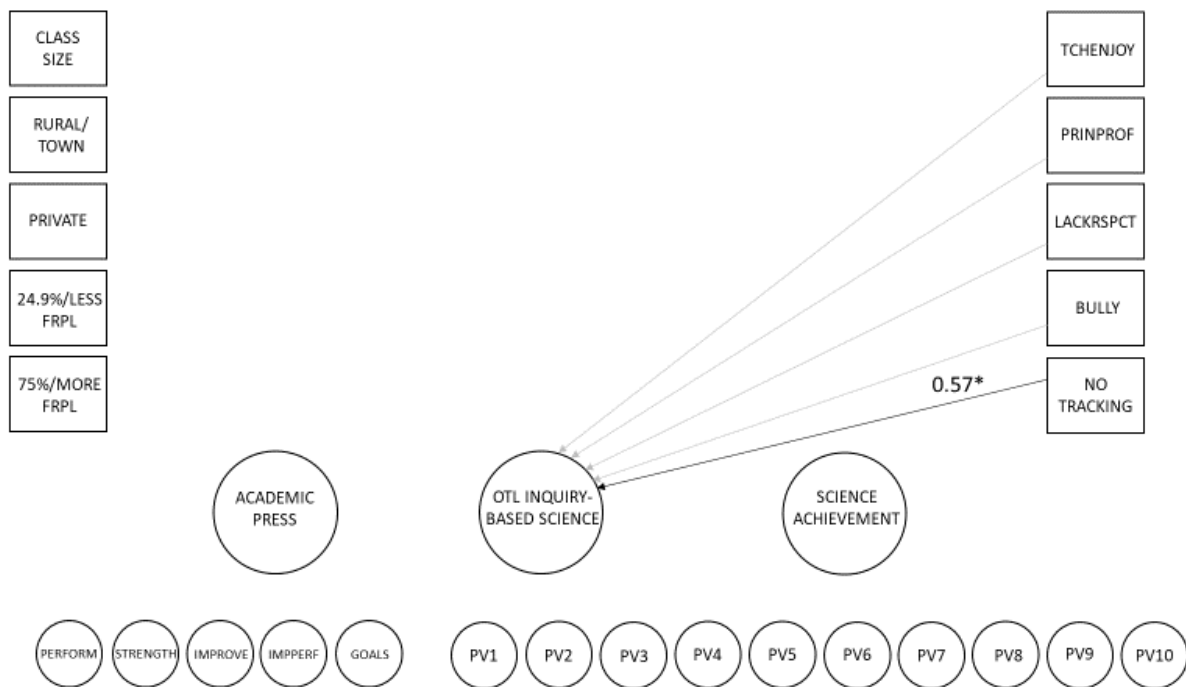 CLASS
SIZE
RURAL/
TOWN
PRIVATE
24.9%/LESS
FRPL
75%/MORE
FRPL
TCHENJOY
PRINPROF
LACKRSPCT
BULLY
NO
TRACKING
0.57*
ACADEMIC
PRESS
OTL INQUIRY-
BASED SCIENCE
SCIENCE
ACHIEVEMENT
PERFORM
STRENGTH
IMPROVE
IMPPERF
GOALS
PV1
PV2
PV3
PV4
PV5
PV6
PV7
PV8
PV9
PV10